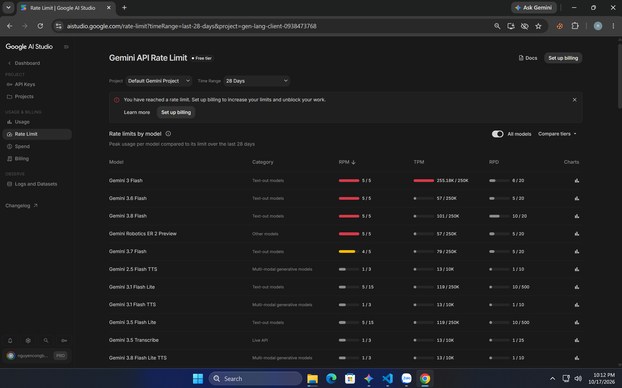 Rate Limit | Google AI Studio
Ask Gemini
aistudio.google.com/rate-limit?timeRange=last-28-days&project=gen-lang-client-0938473768
Google AI Studio
Dashboard
PROJECT
API Keys
Projects
USAGE & BILLING
Usage
Rate Limit
Spend
Billing
Logs and Datasets
Changelog
PRO
Gemini API Rate Limit
Free tier
Docs
Set up billing
Project
Default Gemini Project
Time Range
28 Days
You have reached a rate limit. Set up billing to increase your limits and unblock your work.
Learn more
Set up billing
Rate limits by model
All models
Compare tiers
Peak usage per model compared to its limit over the last 28 days
Model Category RPM TPM RPD Charts
Gemini 3 Flash Text-out models 5 / 5 255.18K / 250K 6 / 20
Gemini 3.6 Flash Text-out models 5 / 5 57 / 250K 5 / 20
Gemini 3.8 Flash Text-out models 5 / 5 101 / 250K 10 / 20
Gemini Robotics ER 2 Preview Other models 5 / 5 57 / 250K 5 / 20
Gemini 3.7 Flash Text-out models 4 / 5 79 / 250K 5 / 20
Gemini 2.5 Flash TTS Multi-modal generative models 1 / 3 13 / 10K 1 / 10
Gemini 3.1 Flash Lite Text-out models 5 / 15 119 / 250K 10 / 500
Gemini 3.1 Flash TTS Multi-modal generative models 1 / 3 13 / 10K 1 / 10
Gemini 3.5 Flash Lite Text-out models 5 / 15 119 / 250K 10 / 500
Gemini 3.5 Transcribe Live API 1 / 3 13 / 10K 1 / 25
Gemini 3.8 Flash Lite TTS Multi-modal generative models 1 / 3 13 / 10K 1 / 10
Search
10:12 PM
10/17/2026